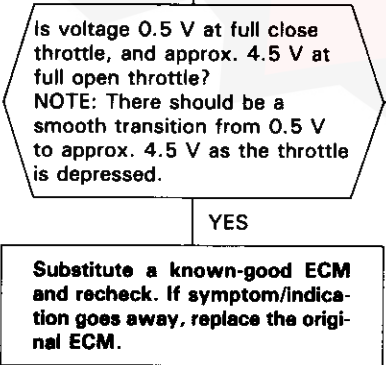 Is voltage 0.5 V at full close
throttle, and approx. 4.5 V at
full open throttle?
NOTE: There should be a
smooth transition from 0.5 V
to approx. 4.5 V as the throttle
is depressed.
YES
Substitute a known-good ECM
and recheck. If symptom/indica-
tion goes away, replace the origi-
nal ECM.